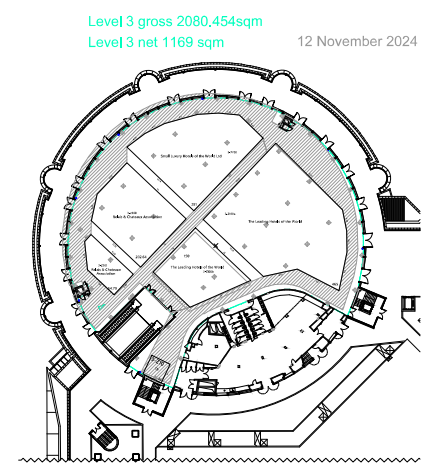 Level 3 gross 2080,454sqm
Level 3 net 1169 sqm
12 November 2024
Small Luxury Hotels of the World Ltd
Relais & Chateaux Association
The Leading Hotels of the World
Relais & Chateaux
Association
The Leading Hotels of the World